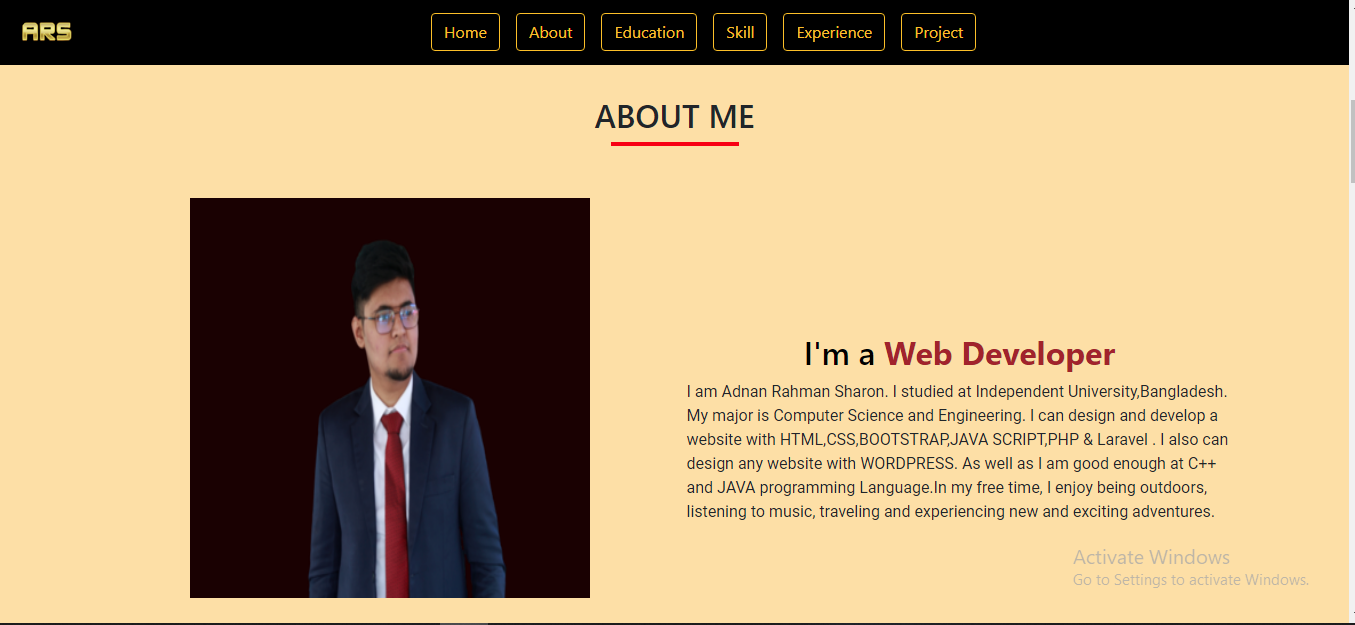 ARS
Home
About
Education
Skill
Experience
Project
ABOUT ME
I'm a Web Developer
I am Adnan Rahman Sharon. I studied at Independent University,Bangladesh.
My major is Computer Science and Engineering. I can design and develop a
website with HTML,CSS,BOOTSTRAP,JAVA SCRIPT,PHP & Laravel . I also can
design any website with WORDPRESS. As well as I am good enough at C++
and JAVA programming Language.In my free time, I enjoy being outdoors,
listening to music, traveling and experiencing new and exciting adventures.
Activate Windows
Go to Settings to activate Windows.